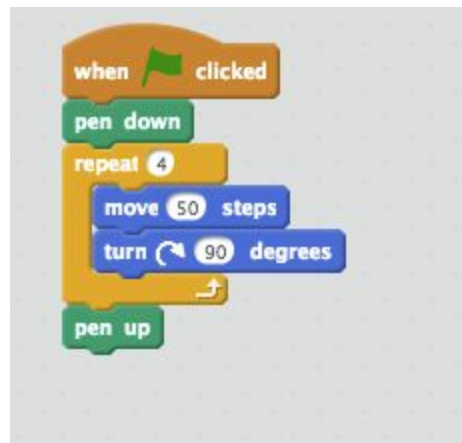 when clicked
pen down
repeat 4
move 50 steps
turn 90 degrees
pen up